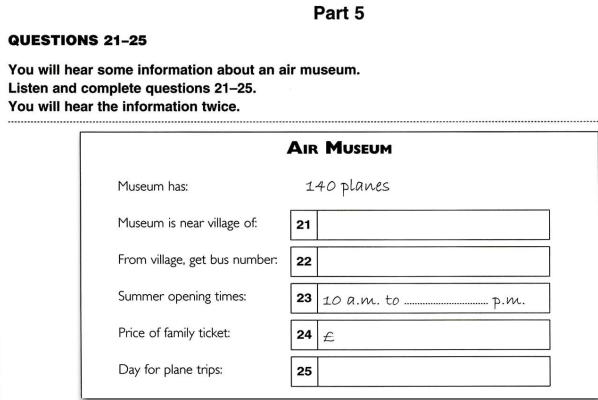 Part 5
QUESTIONS 21–25
You will hear some information about an air museum.
Listen and complete questions 21–25.
You will hear the information twice.
AIR MUSEUM
Museum has: 140 planes
Museum is near village of: 21
From village, get bus number: 22
Summer opening times: 23 10 a.m. to ........................... p.m.
Price of family ticket: 24 £
Day for plane trips: 25